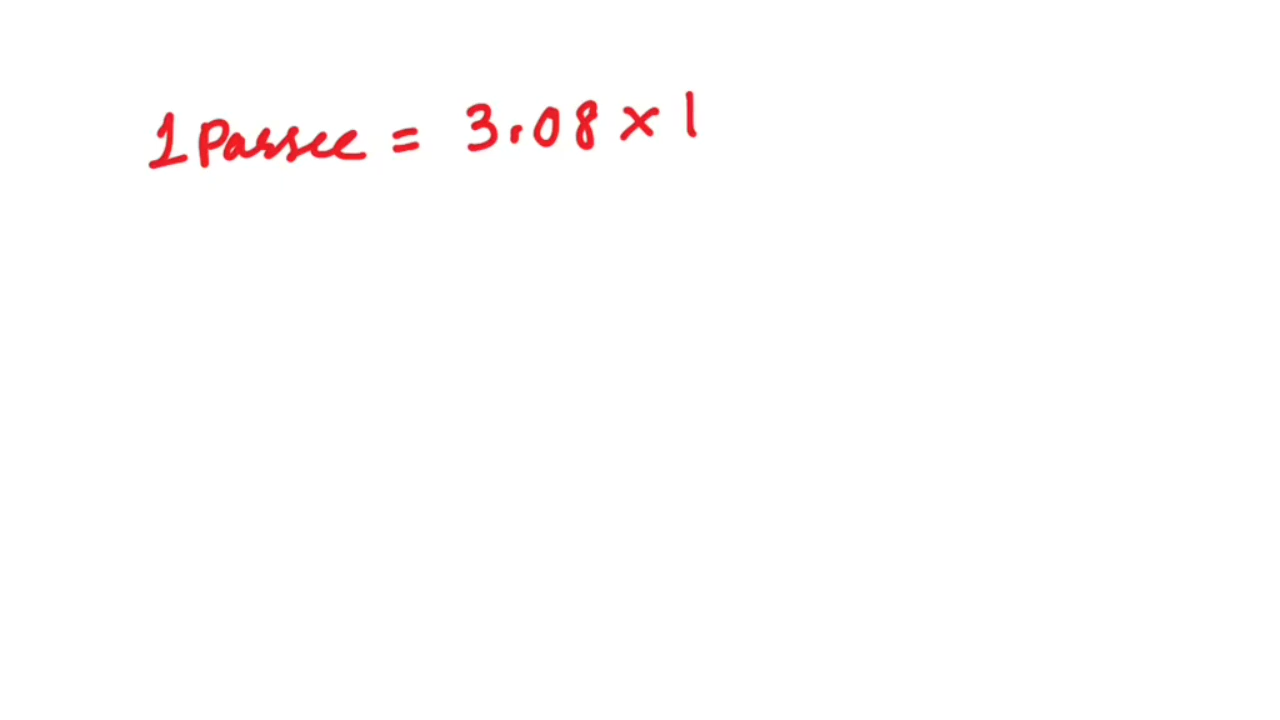 1 Parsec = 3.08 × 1